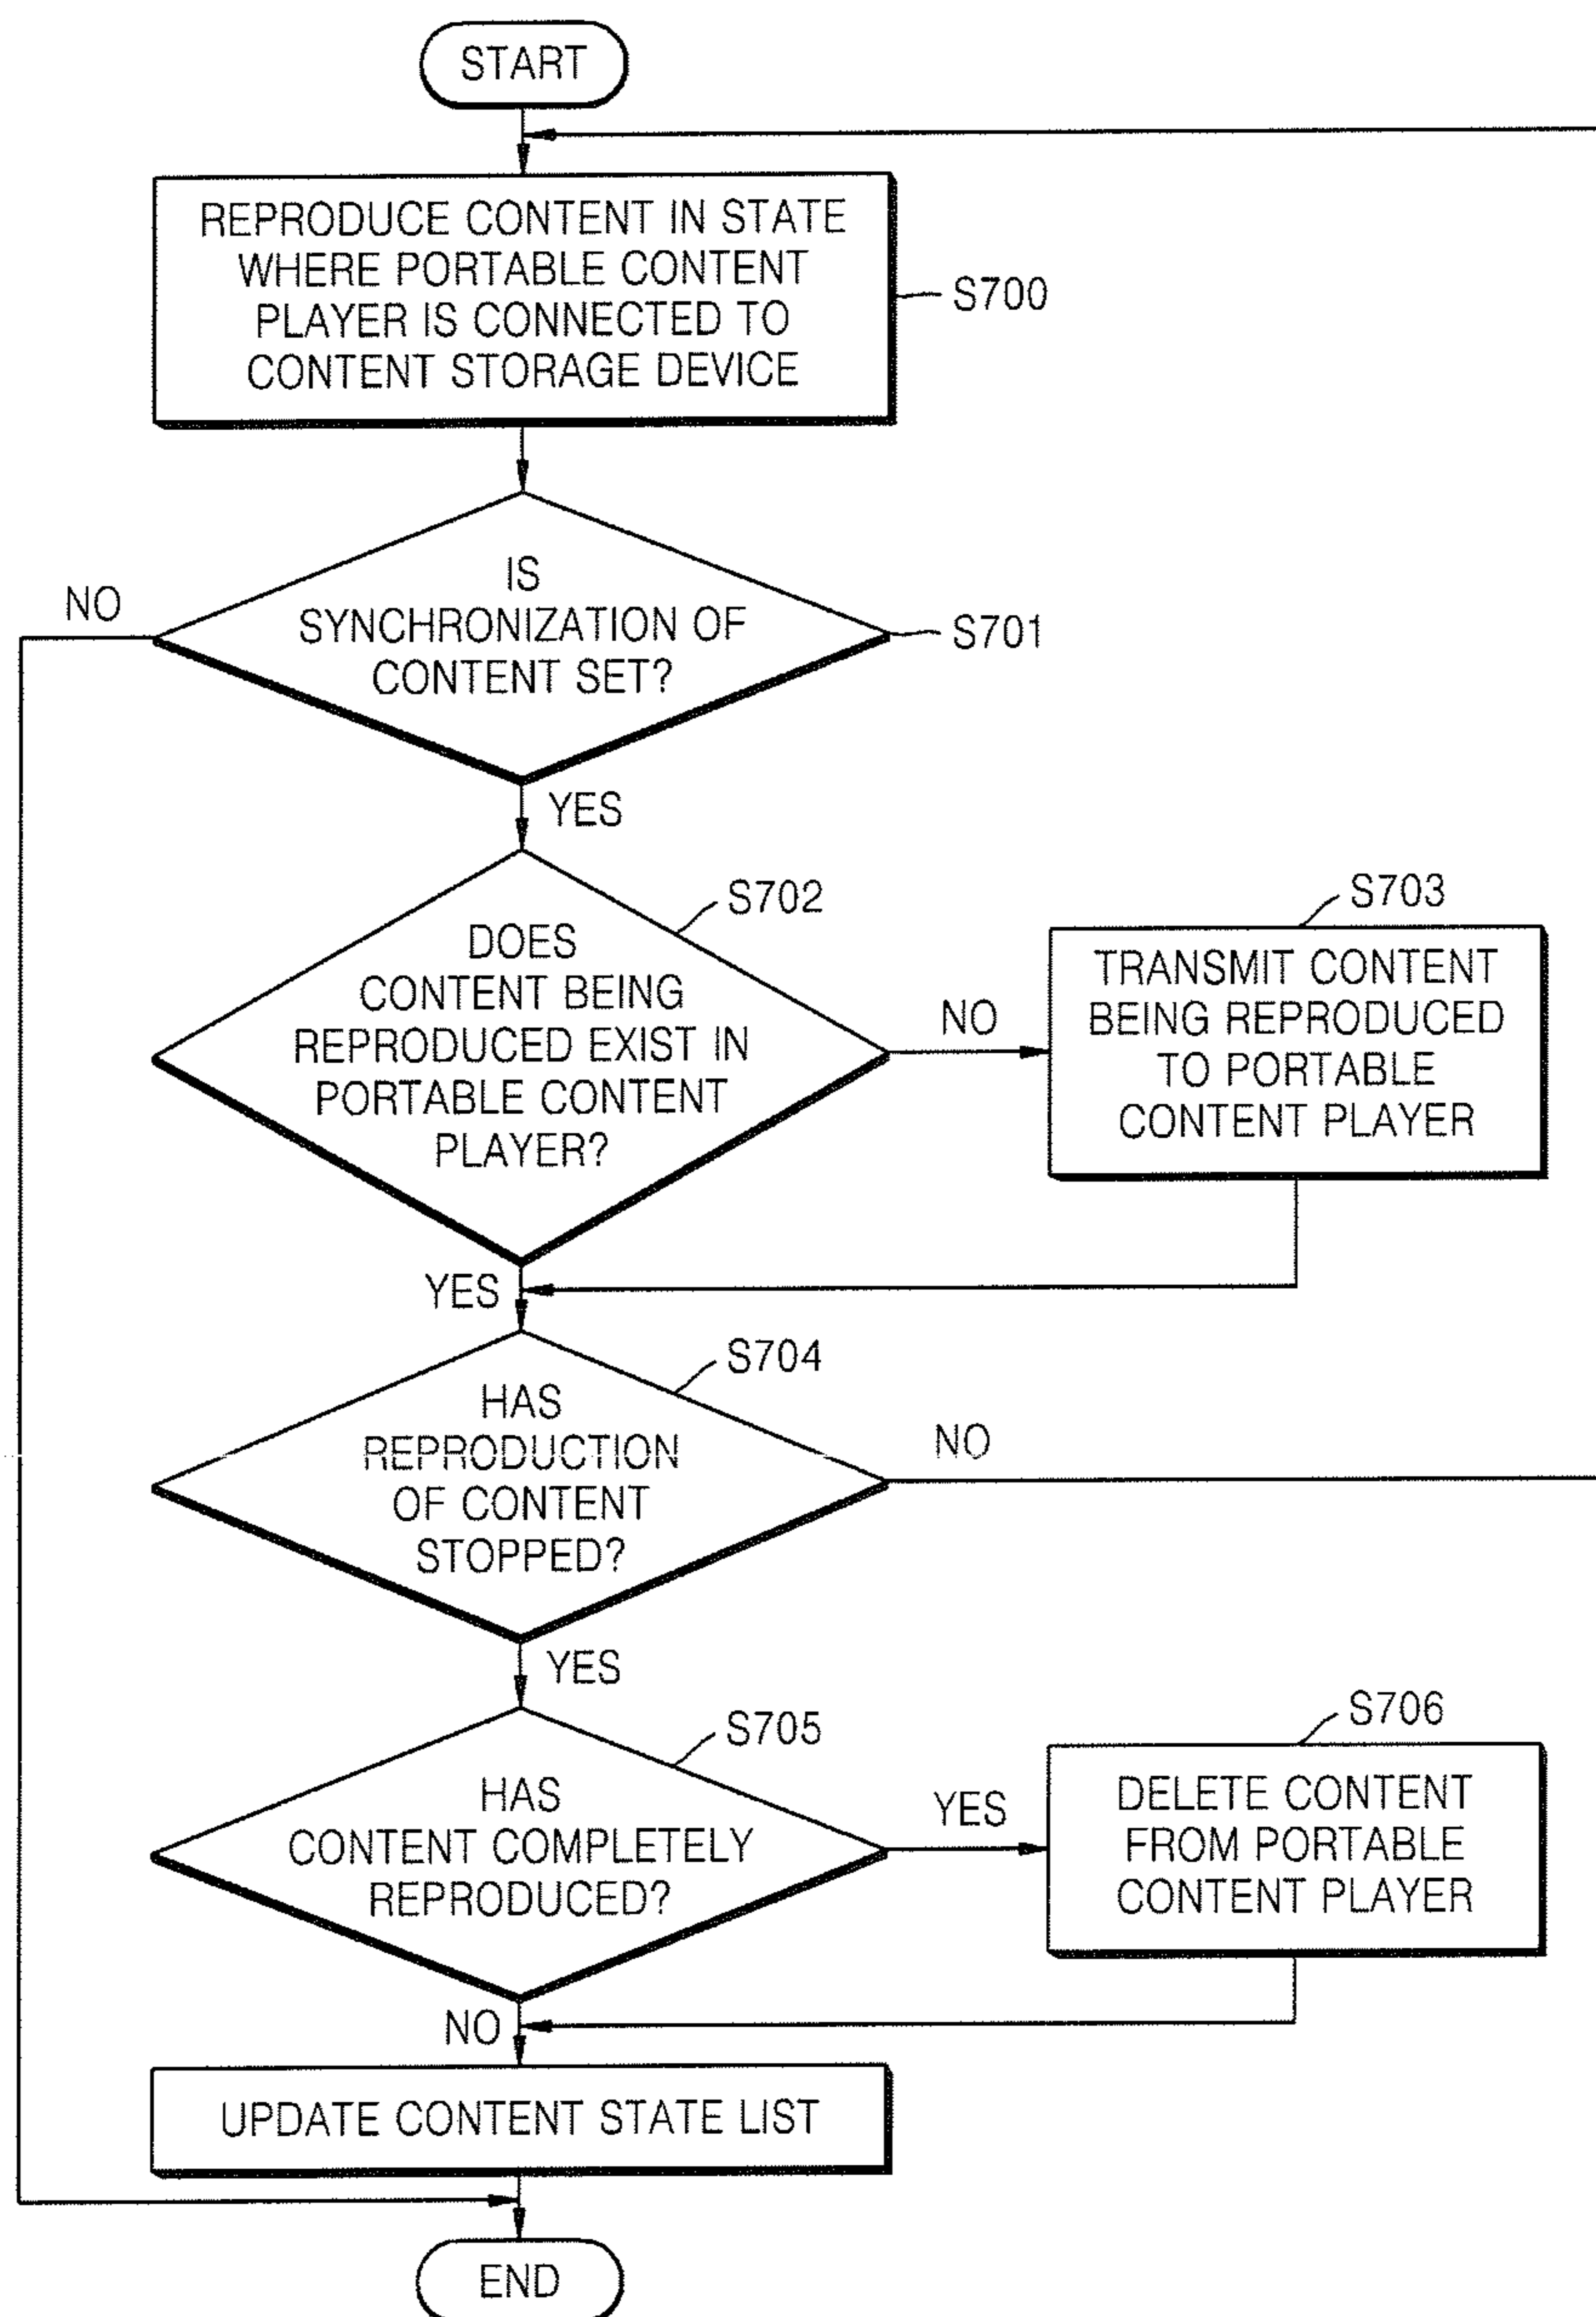 START
REPRODUCE CONTENT IN STATE
WHERE PORTABLE CONTENT
PLAYER IS CONNECTED TO
CONTENT STORAGE DEVICE
S700
IS
SYNCHRONIZATION OF
CONTENT SET?
S701
NO
YES
DOES
CONTENT BEING
REPRODUCED EXIST IN
PORTABLE CONTENT
PLAYER?
S702
NO
S703
TRANSMIT CONTENT
BEING REPRODUCED
TO PORTABLE
CONTENT PLAYER
YES
HAS
REPRODUCTION
OF CONTENT
STOPPED?
S704
NO
YES
HAS
CONTENT COMPLETELY
REPRODUCED?
S705
YES
S706
DELETE CONTENT
FROM PORTABLE
CONTENT PLAYER
NO
UPDATE CONTENT STATE LIST
END